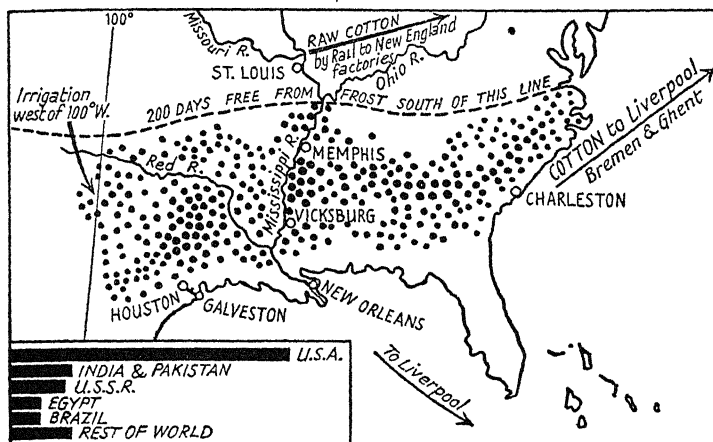 100°
Missouri R.
RAW COTTON
by Rail to New England
factories
ST. LOUIS
Ohio R.
Irrigation
west of 100°W.
200 DAYS FREE FROM FROST SOUTH OF THIS LINE
COTTON to Liverpool
Bremen & Ghent
Red R.
Mississippi R.
MEMPHIS
VICKSBURG
CHARLESTON
HOUSTON
GALVESTON
NEW ORLEANS
To Liverpool
U.S.A.
INDIA & PAKISTAN
U.S.S.R.
EGYPT
BRAZIL
REST OF WORLD